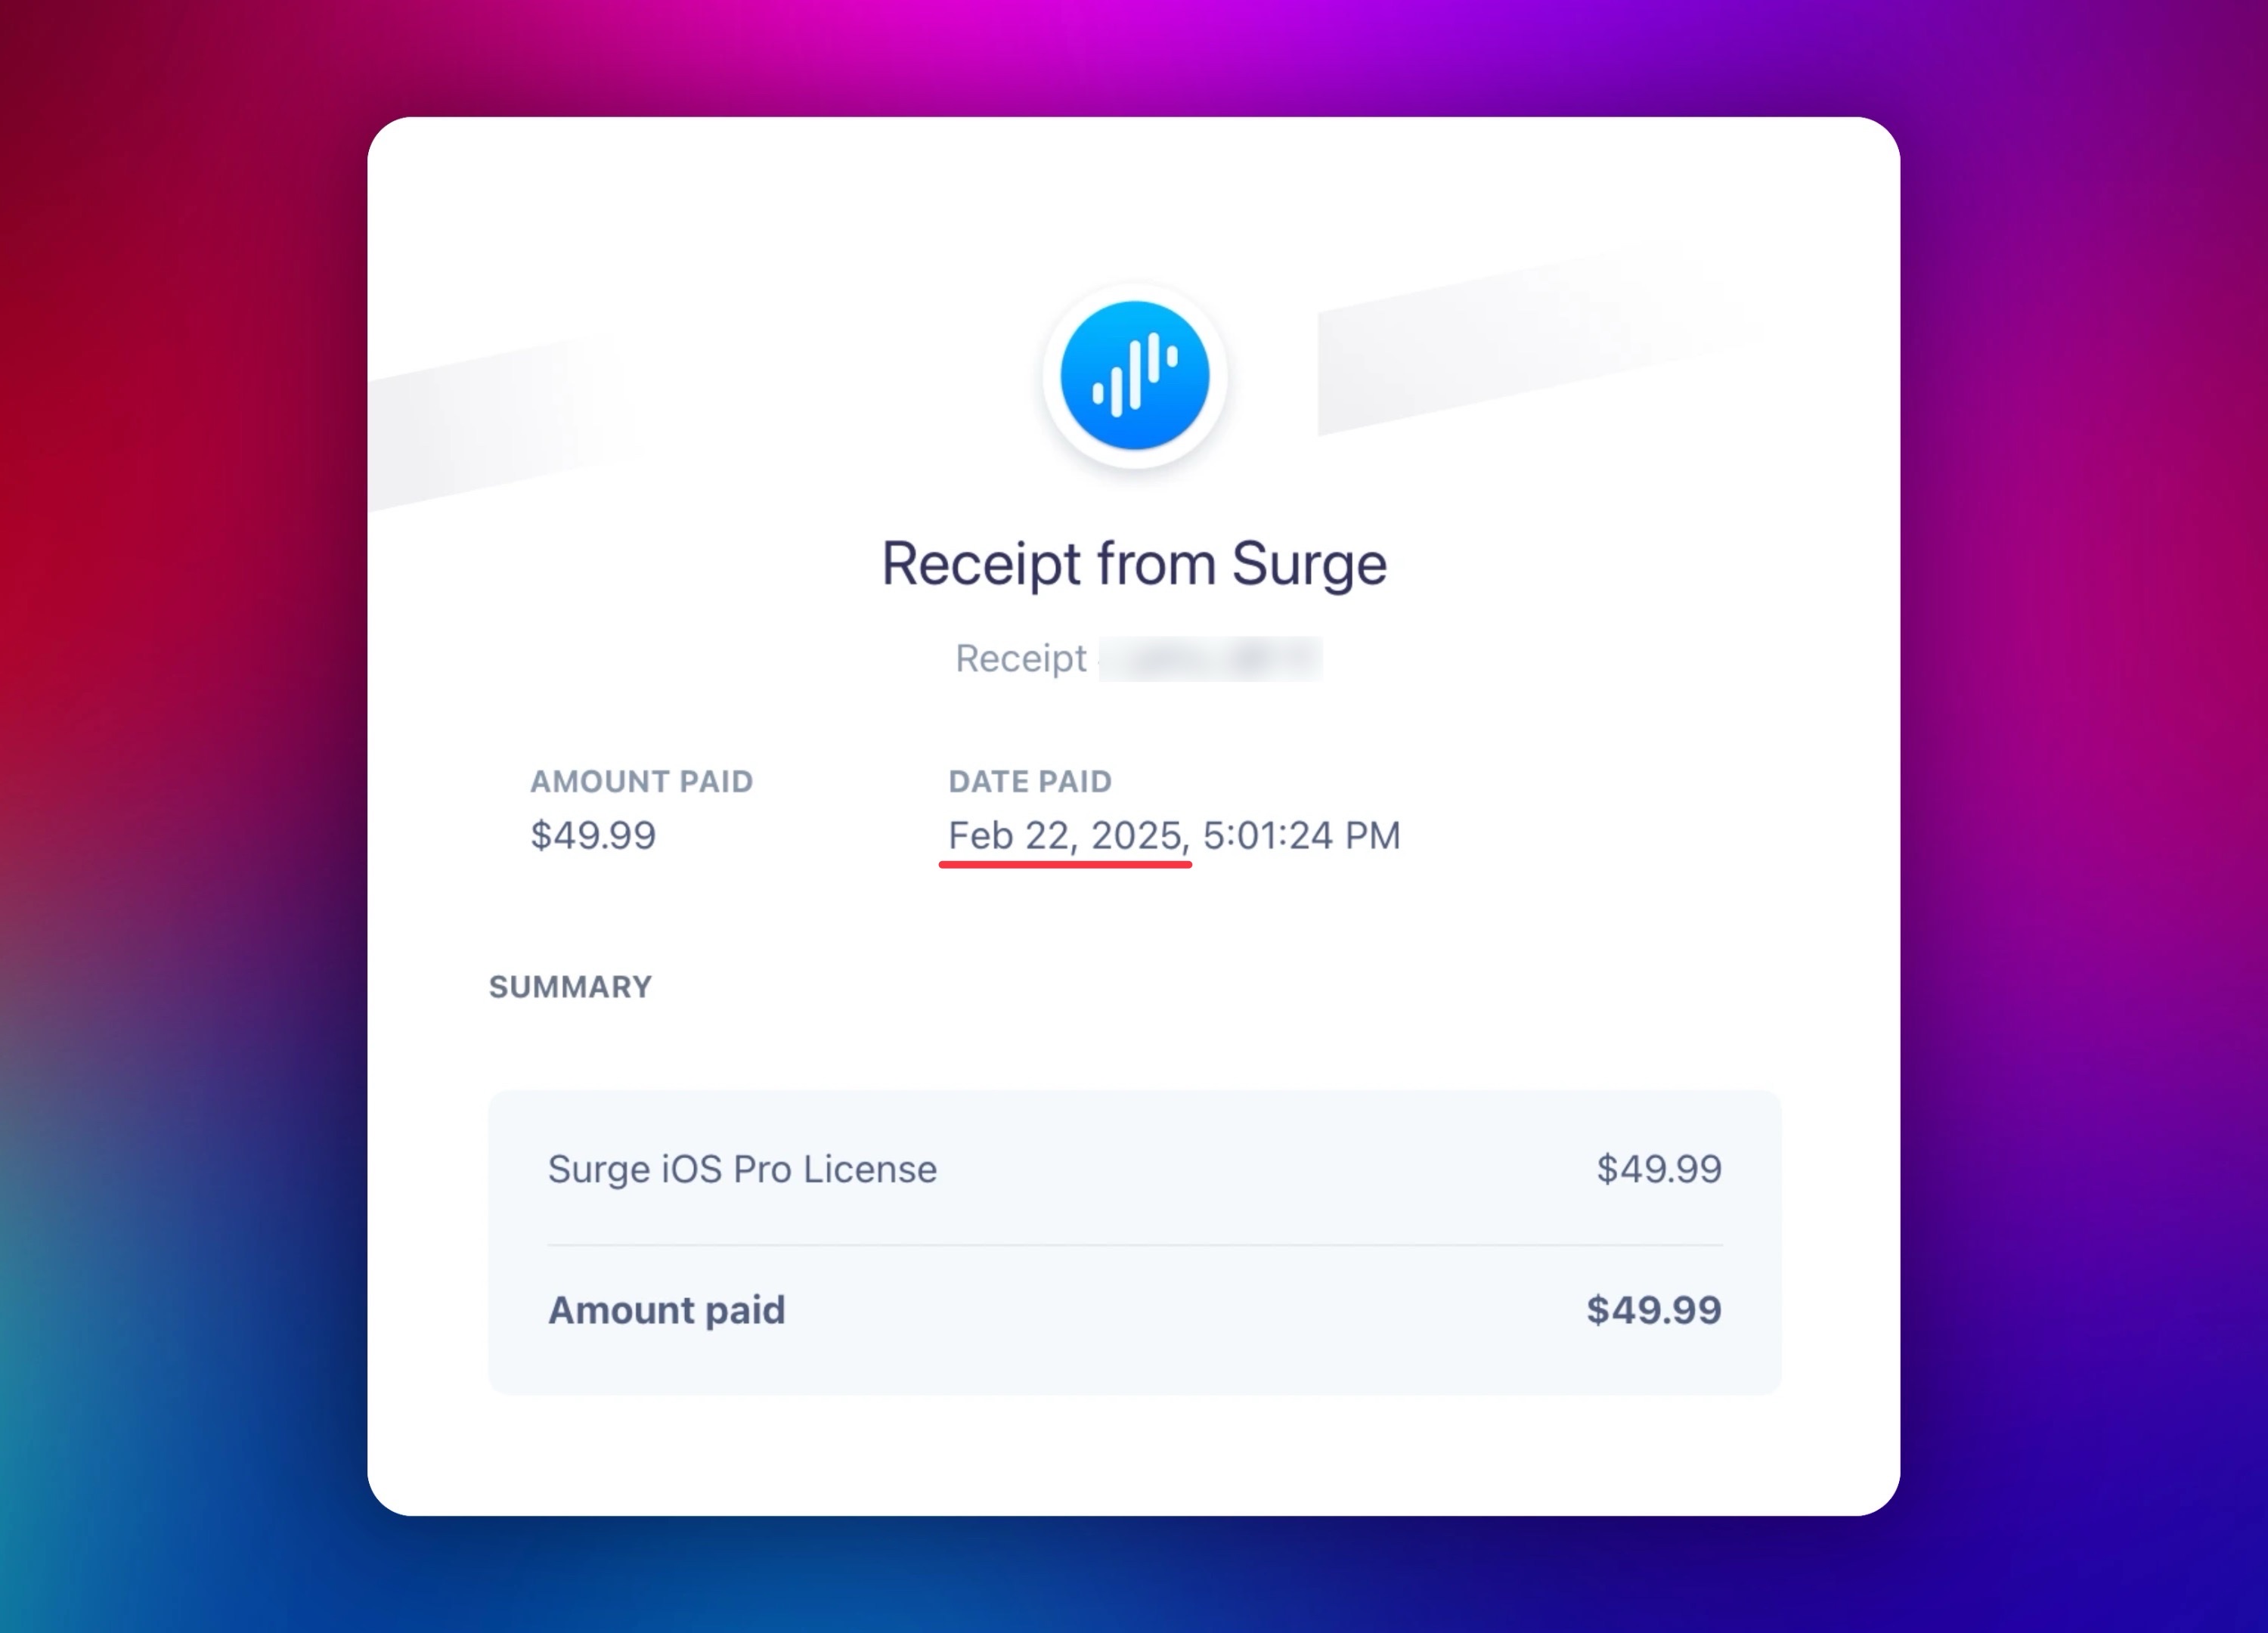 Receipt from Surge
Receipt
AMOUNT PAID
$49.99
DATE PAID
Feb 22, 2025, 5:01:24 PM
SUMMARY
Surge iOS Pro License $49.99
Amount paid $49.99